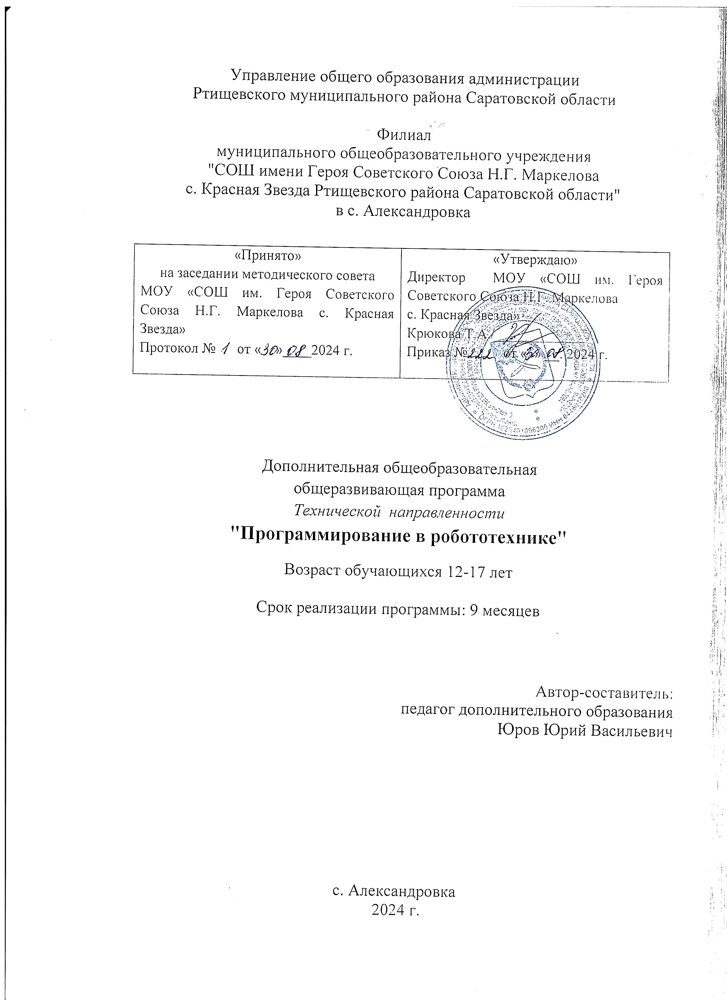 Управление общего образования администрации
Ртищевского муниципального района Саратовской области
Филиал
муниципального общеобразовательного учреждения
"СОШ имени Героя Советского Союза Н.Г. Маркелова
с. Красная Звезда Ртищевского района Саратовской области"
в с. Александровка
«Принято»
на заседании методического совета
МОУ «СОШ им. Героя Советского
Союза Н.Г. Маркелова с. Красная
Звезда»
Протокол № 1 от «30» 08 2024 г.
«Утверждаю»
Директор МОУ «СОШ им. Героя
Советского Союза Н.Г. Маркелова
с. Красная Звезда»
Крюкова Т.А
Приказ №222 от « » 08. 2024 г.
ОГРН ИНН
Дополнительная общеобразовательная
общеразвивающая программа
Технической направленности
"Программирование в робототехнике"
Возраст обучающихся 12-17 лет
Срок реализации программы: 9 месяцев
Автор-составитель:
педагог дополнительного образования
Юров Юрий Васильевич
с. Александровка
2024 г.